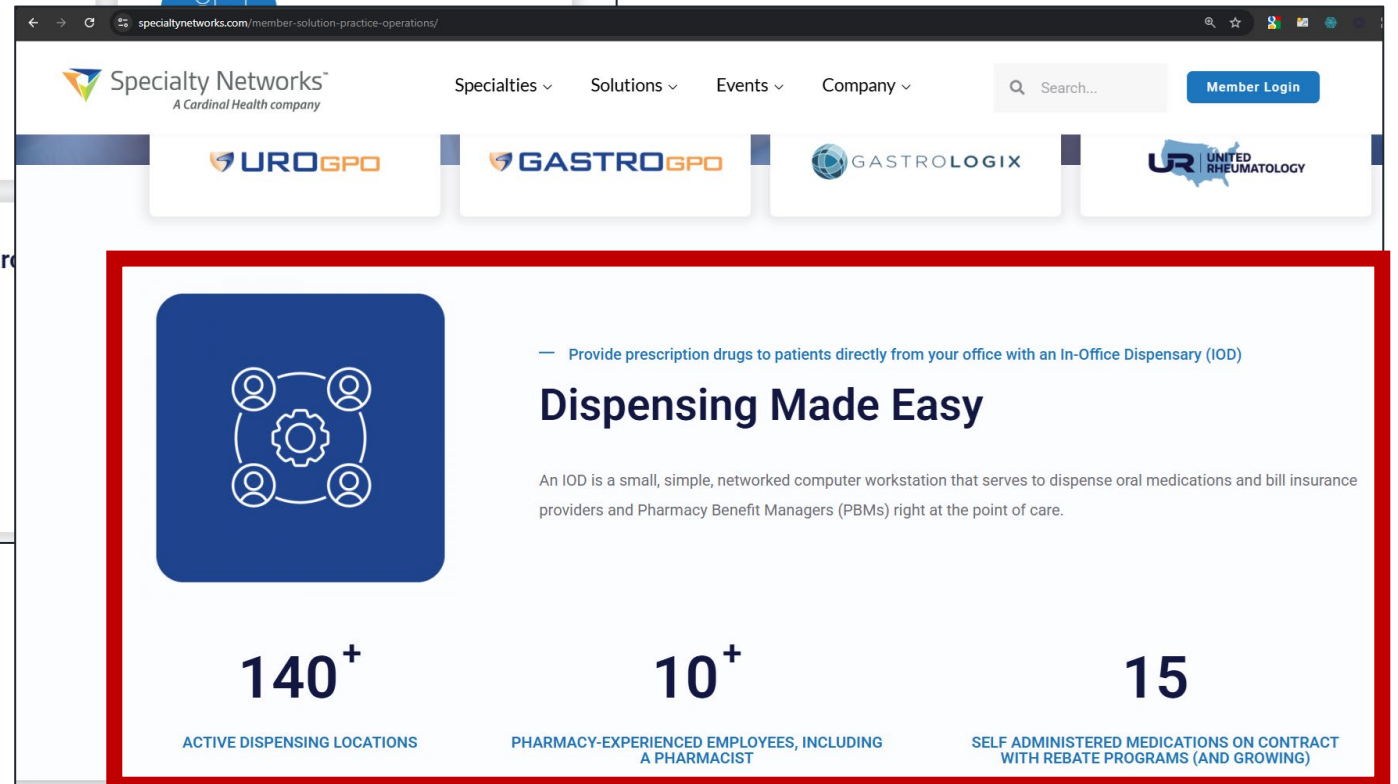 specialtynetworks.com/member-solution-practice-operations/
Specialty Networks™
A Cardinal Health company
Specialties
Solutions
Events
Company
Search...
Member Login
UROGPO
GASTROGPO
GASTROLOGIX
UR UNITED
RHEUMATOLOGY
— Provide prescription drugs to patients directly from your office with an In-Office Dispensary (IOD)
Dispensing Made Easy
An IOD is a small, simple, networked computer workstation that serves to dispense oral medications and bill insurance
providers and Pharmacy Benefit Managers (PBMs) right at the point of care.
140+
ACTIVE DISPENSING LOCATIONS
10+
PHARMACY-EXPERIENCED EMPLOYEES, INCLUDING
A PHARMACIST
15
SELF ADMINISTERED MEDICATIONS ON CONTRACT
WITH REBATE PROGRAMS (AND GROWING)